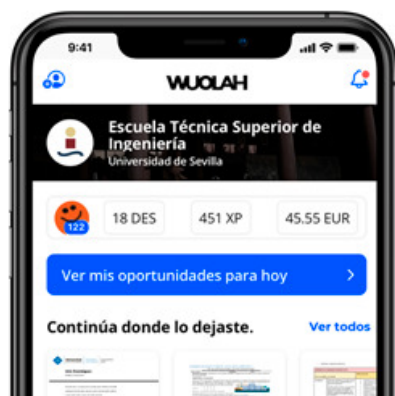 9:41
WUOLAH
Escuela Técnica Superior de
Ingeniería
Universidad de Sevilla
122
18 DES
451 XP
45.55 EUR
Ver mis oportunidades para hoy
Continúa donde lo dejaste.
Ver todos